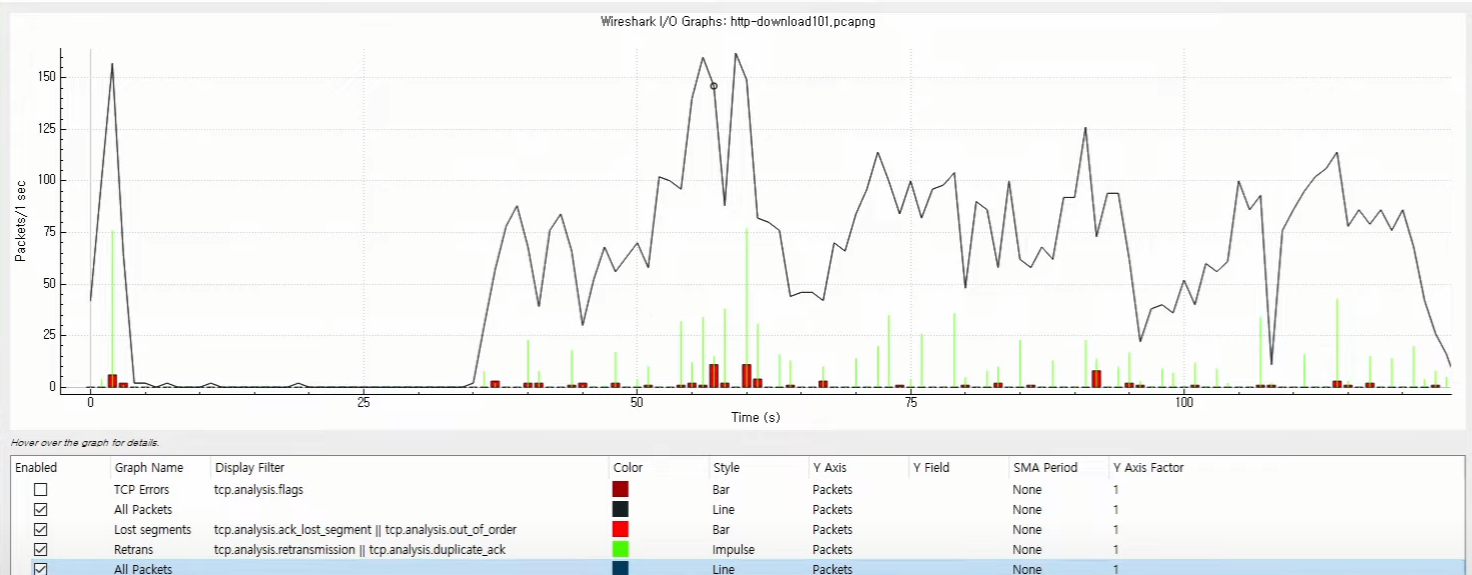 Wireshark I/O Graphs: http-download101.pcapng
Packets/1 sec
150
125
100
75
50
25
0
0 25 50 75 100
Time (s)
Hover over the graph for details.
Enabled Graph Name Display Filter Color Style Y Axis Y Field SMA Period Y Axis Factor
TCP Errors tcp.analysis.flags Bar Packets None 1
All Packets Line Packets None 1
Lost segments tcp.analysis.ack_lost_segment || tcp.analysis.out_of_order Bar Packets None 1
Retrans tcp.analysis.retransmission || tcp.analysis.duplicate_ack Impulse Packets None 1
All Packets Line Packets None 1